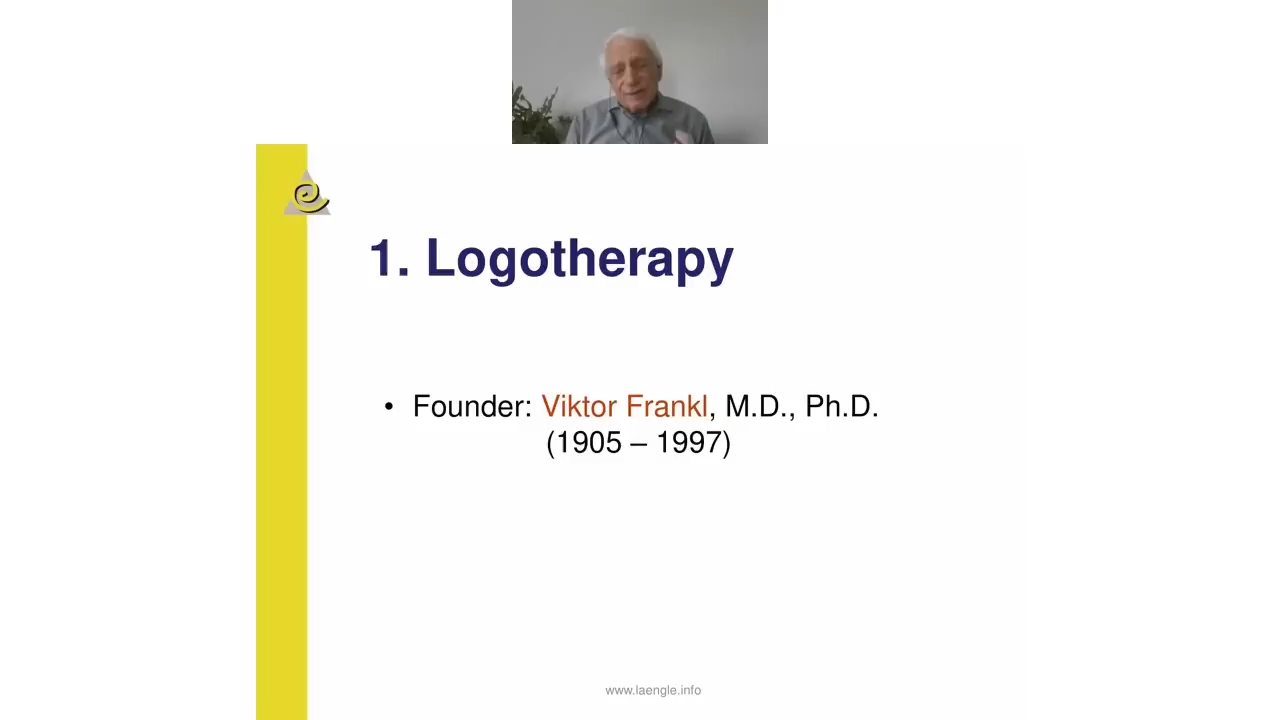 1. Logotherapy
• Founder: Viktor Frankl, M.D., Ph.D.
(1905 – 1997)
www.laengle.info